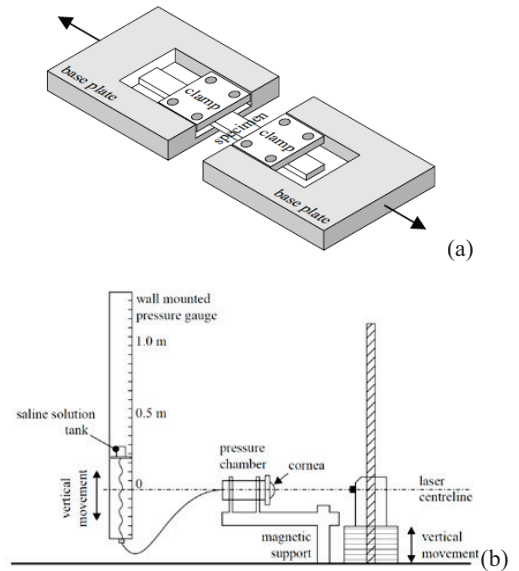 base plate
clamp
specimen
clamp
base plate
(a)
wall mounted
pressure gauge
1.0 m
0.5 m
saline solution
tank
pressure
chamber
cornea
0
laser
centreline
vertical
movement
magnetic
support
vertical
movement
(b)